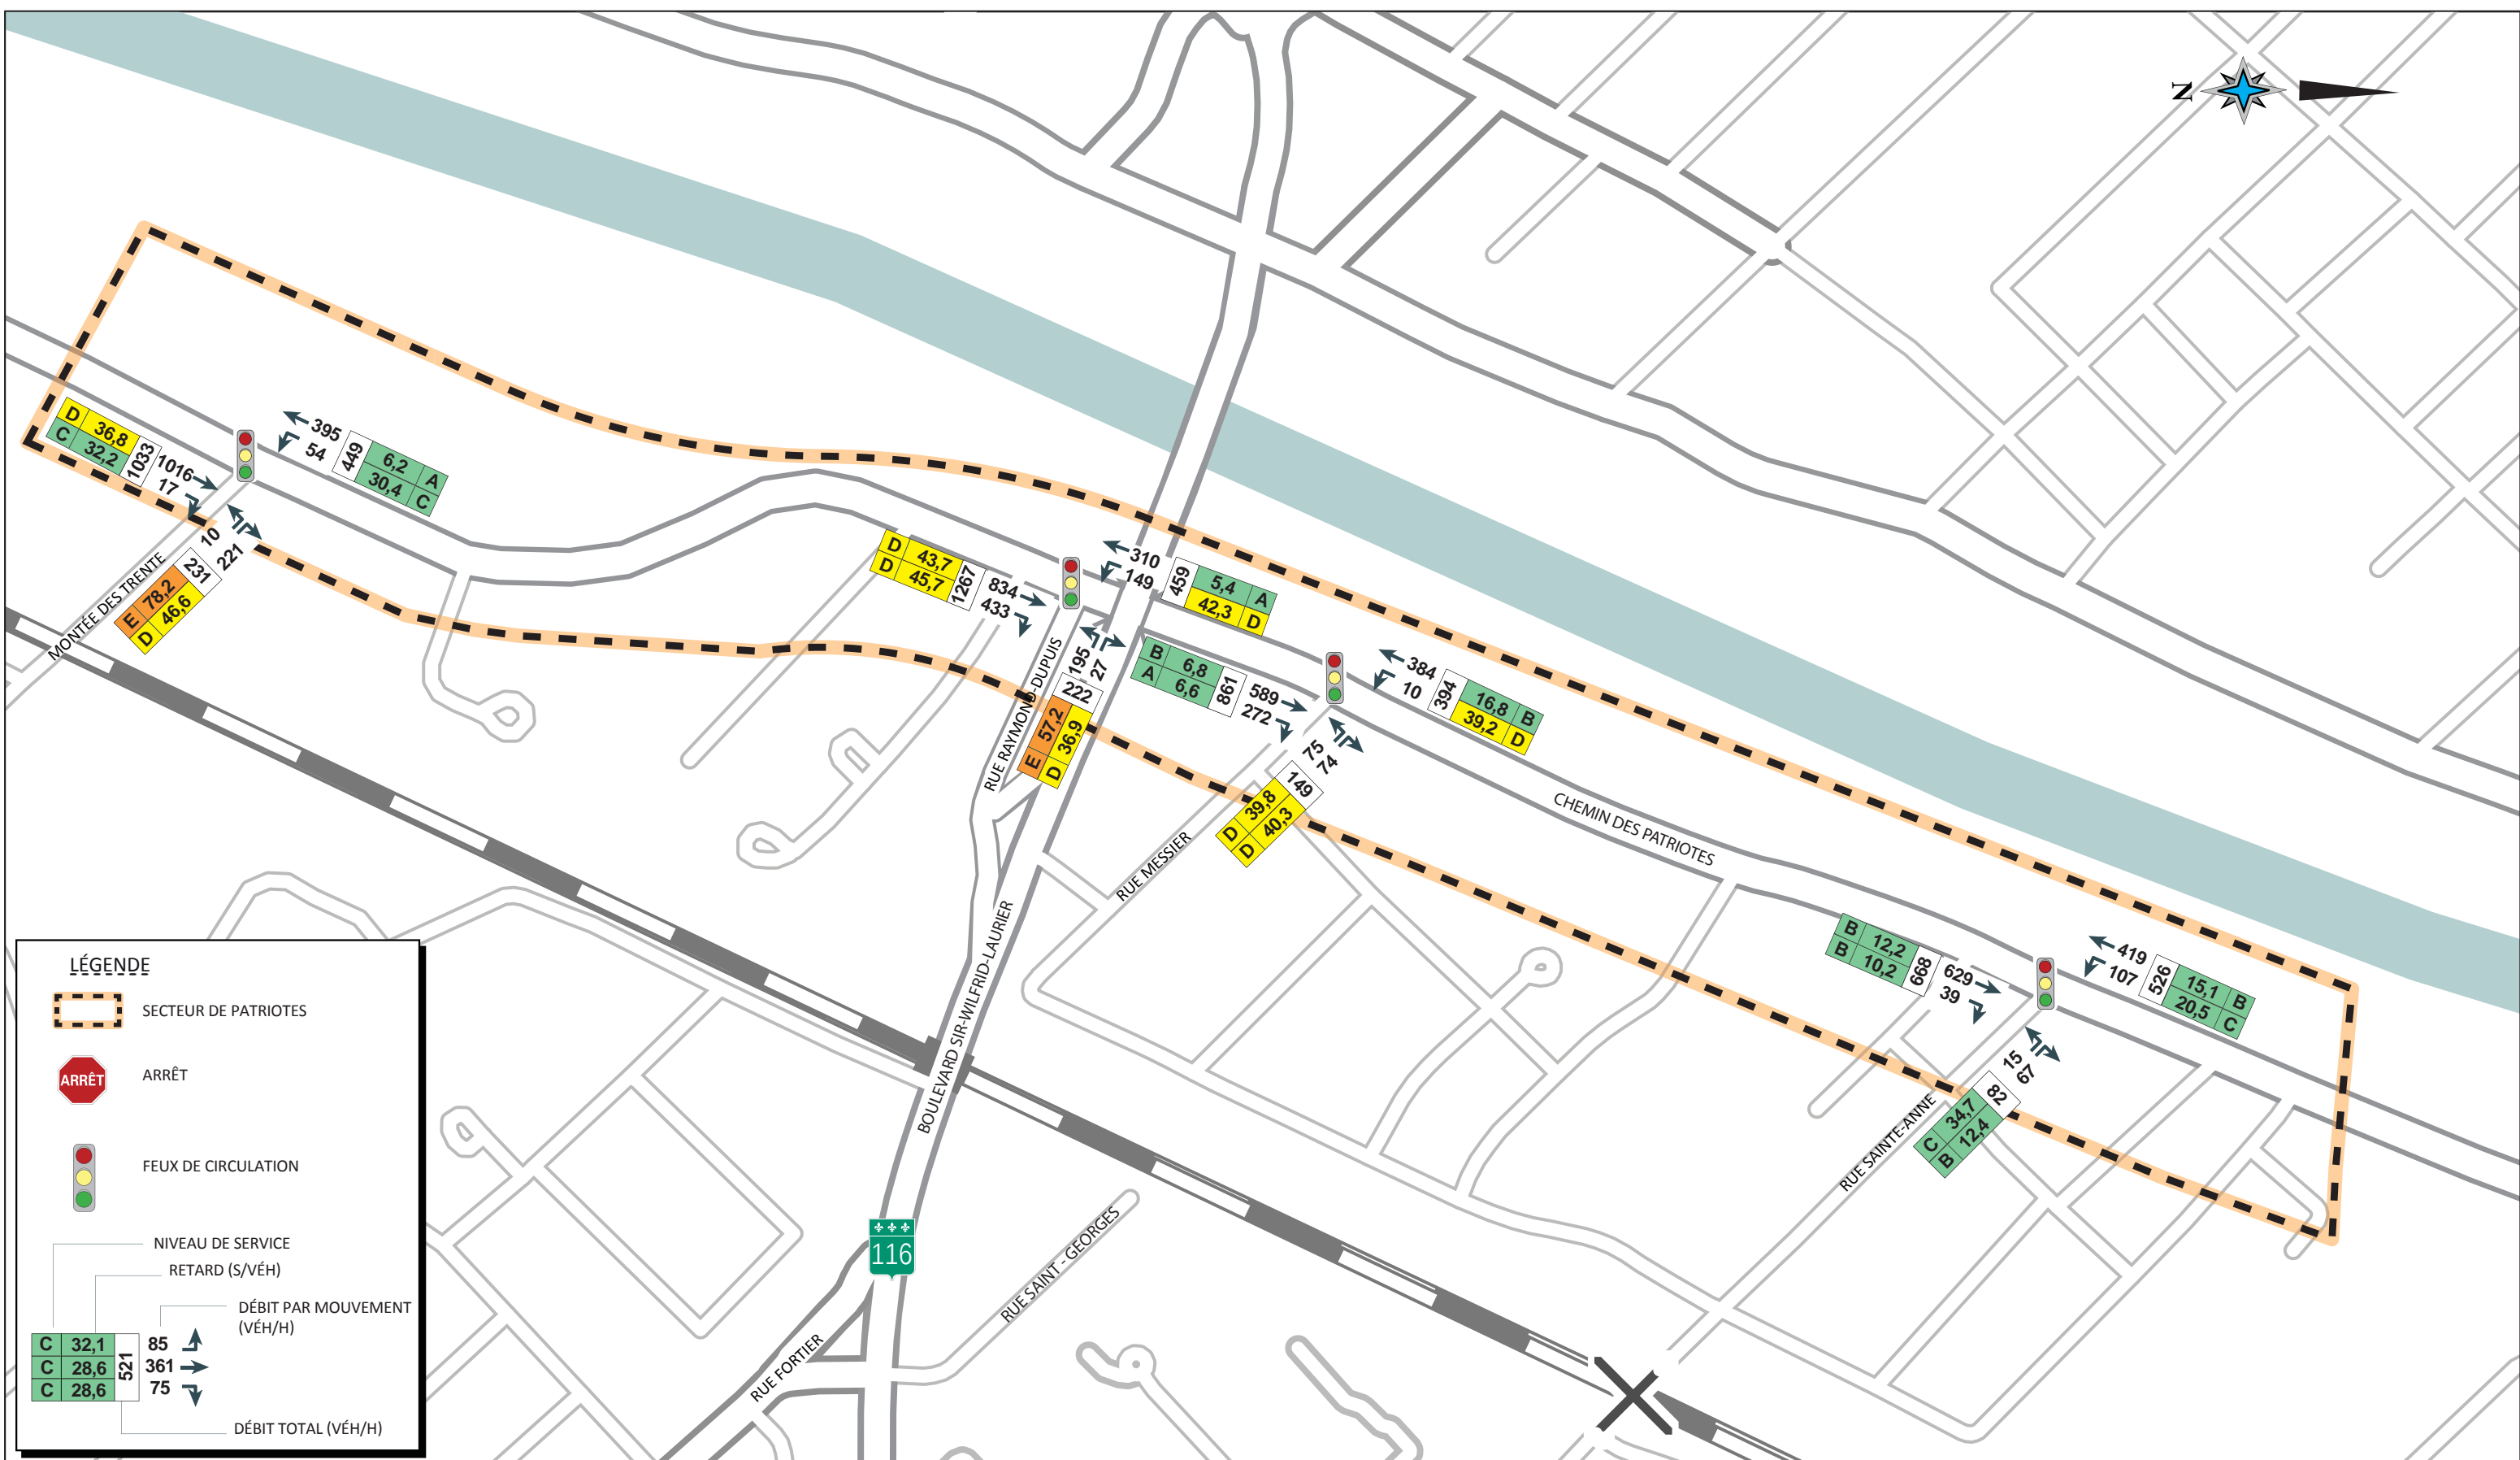 N
D 36,8
C 32,2
1033
1016
17
395
54
449
6,2 A
30,4 C
10
221
231
E 78,2
D 46,6
MONTÉE DES TRENTE
D 43,7
D 45,7
1267
834
433
310
149
459
5,4 A
42,3 D
195
27
222
E 57,2
D 36,9
RUE RAYMOND-DUPUIS
B 6,8
A 6,6
861
589
272
384
10
394
16,8 B
39,2 D
75
74
149
D 39,8
D 40,3
RUE MESSIER
CHEMIN DES PATRIOTES
B 12,2
B 10,2
668
629
39
419
107
526
15,1 B
20,5 C
15
67
82
C 34,7
B 12,4
RUE SAINTE-ANNE
BOULEVARD SIR-WILFRID-LAURIER
116
RUE SAINT - GEORGES
RUE FORTIER
LÉGENDE
SECTEUR DE PATRIOTES
ARRÊT
ARRÊT
FEUX DE CIRCULATION
NIVEAU DE SERVICE
RETARD (S/VÉH)
DÉBIT PAR MOUVEMENT
(VÉH/H)
C 32,1
C 28,6
C 28,6
521
85
361
75
DÉBIT TOTAL (VÉH/H)